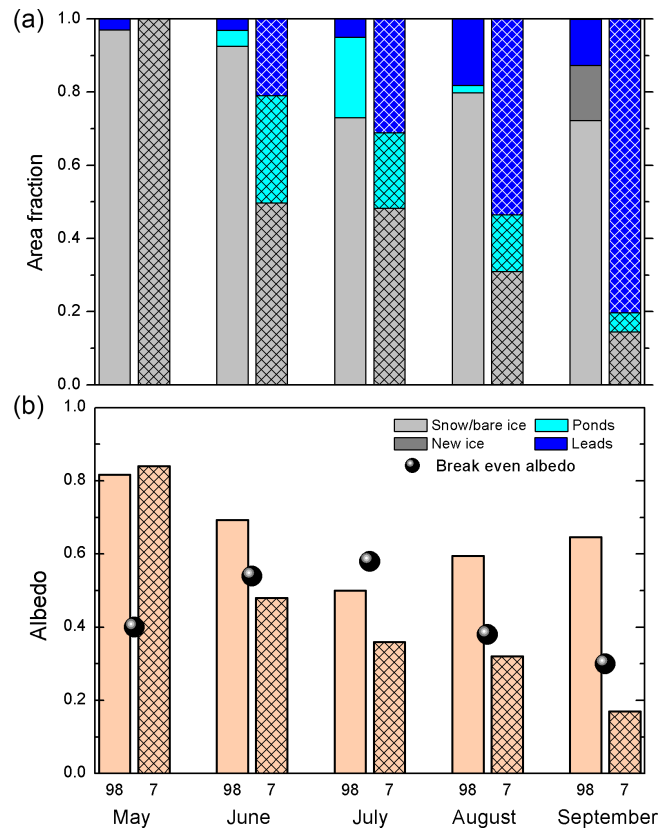 (a)
1.0
0.8
0.6
0.4
0.2
0.0
Area fraction
(b)
1.0
0.8
0.6
0.4
0.2
0.0
Albedo
Snow/bare ice
Ponds
New ice
Leads
Break even albedo
98 7 98 7 98 7 98 7 98 7
May June July August September